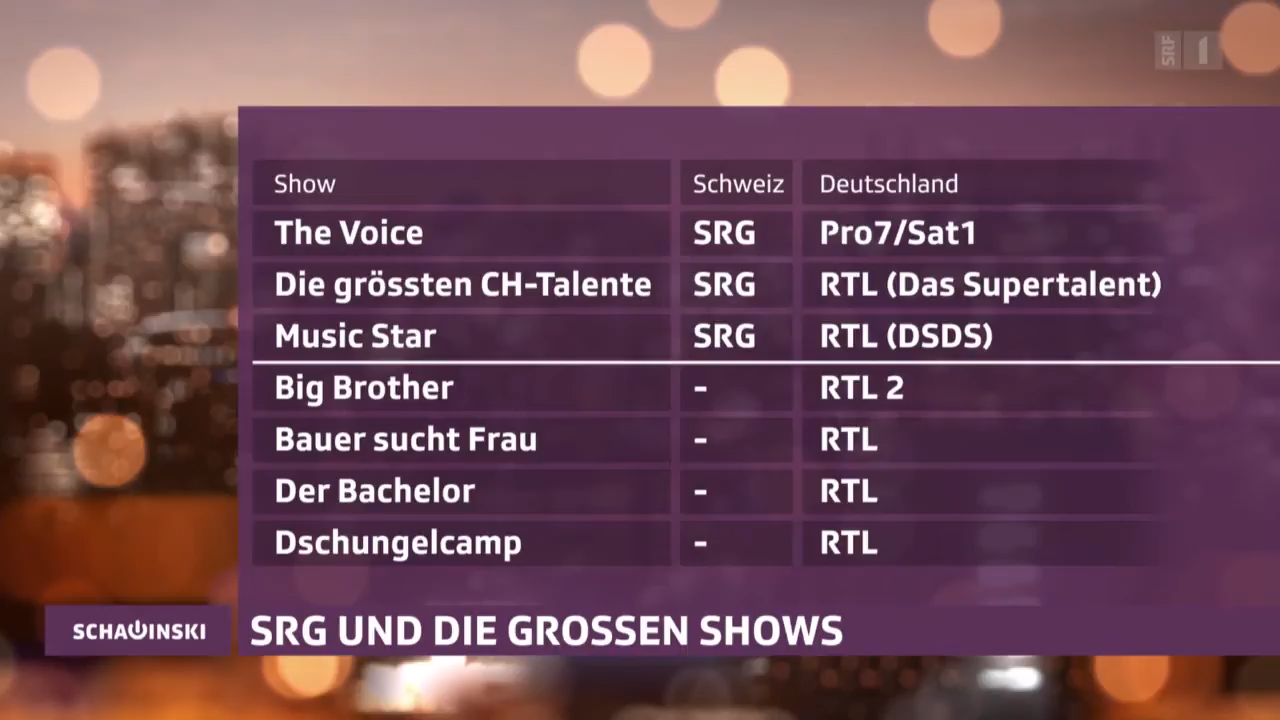 SRF 1
Show Schweiz Deutschland
The Voice SRG Pro7/Sat1
Die grössten CH-Talente SRG RTL (Das Supertalent)
Music Star SRG RTL (DSDS)
Big Brother - RTL 2
Bauer sucht Frau - RTL
Der Bachelor - RTL
Dschungelcamp - RTL
SCHAWINSKI SRG UND DIE GROSSEN SHOWS